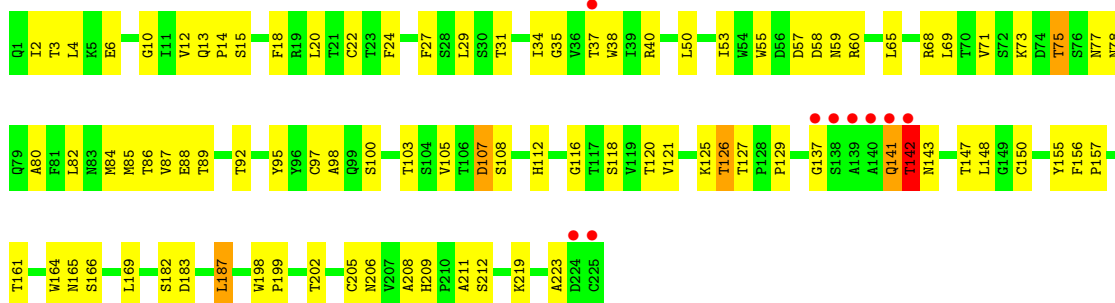 Q1 I2 T3 L4 K5 E6 G10 I11 V12 Q13 P14 S15 F18 R19 L20 T21 C22 T23 F24 F27 S28 L29 S30 T31 I34 G35 V36 T37 W38 I39 R40 L50 I53 W54 W55 D56 D57 D58 N59 R60 L65 R68 L69 T70 V71 S72 K73 D74 T75 S76 N77 N78
Q79 A80 F81 L82 N83 M84 M85 T86 V87 E88 T89 T92 Y95 Y96 C97 A98 Q99 S100 T103 S104 V105 T106 D107 S108 H112 G116 T117 S118 V119 T120 V121 K125 T126 T127 P128 P129 G137 S138 A139 A140 Q141 T142 N143 T147 L148 G149 C150 Y155 F156 P157
T161 W164 N165 S166 L169 S182 D183 L187 W198 P199 T202 C205 N206 V207 A208 H209 P210 A211 S212 K219 A223 D224 C225